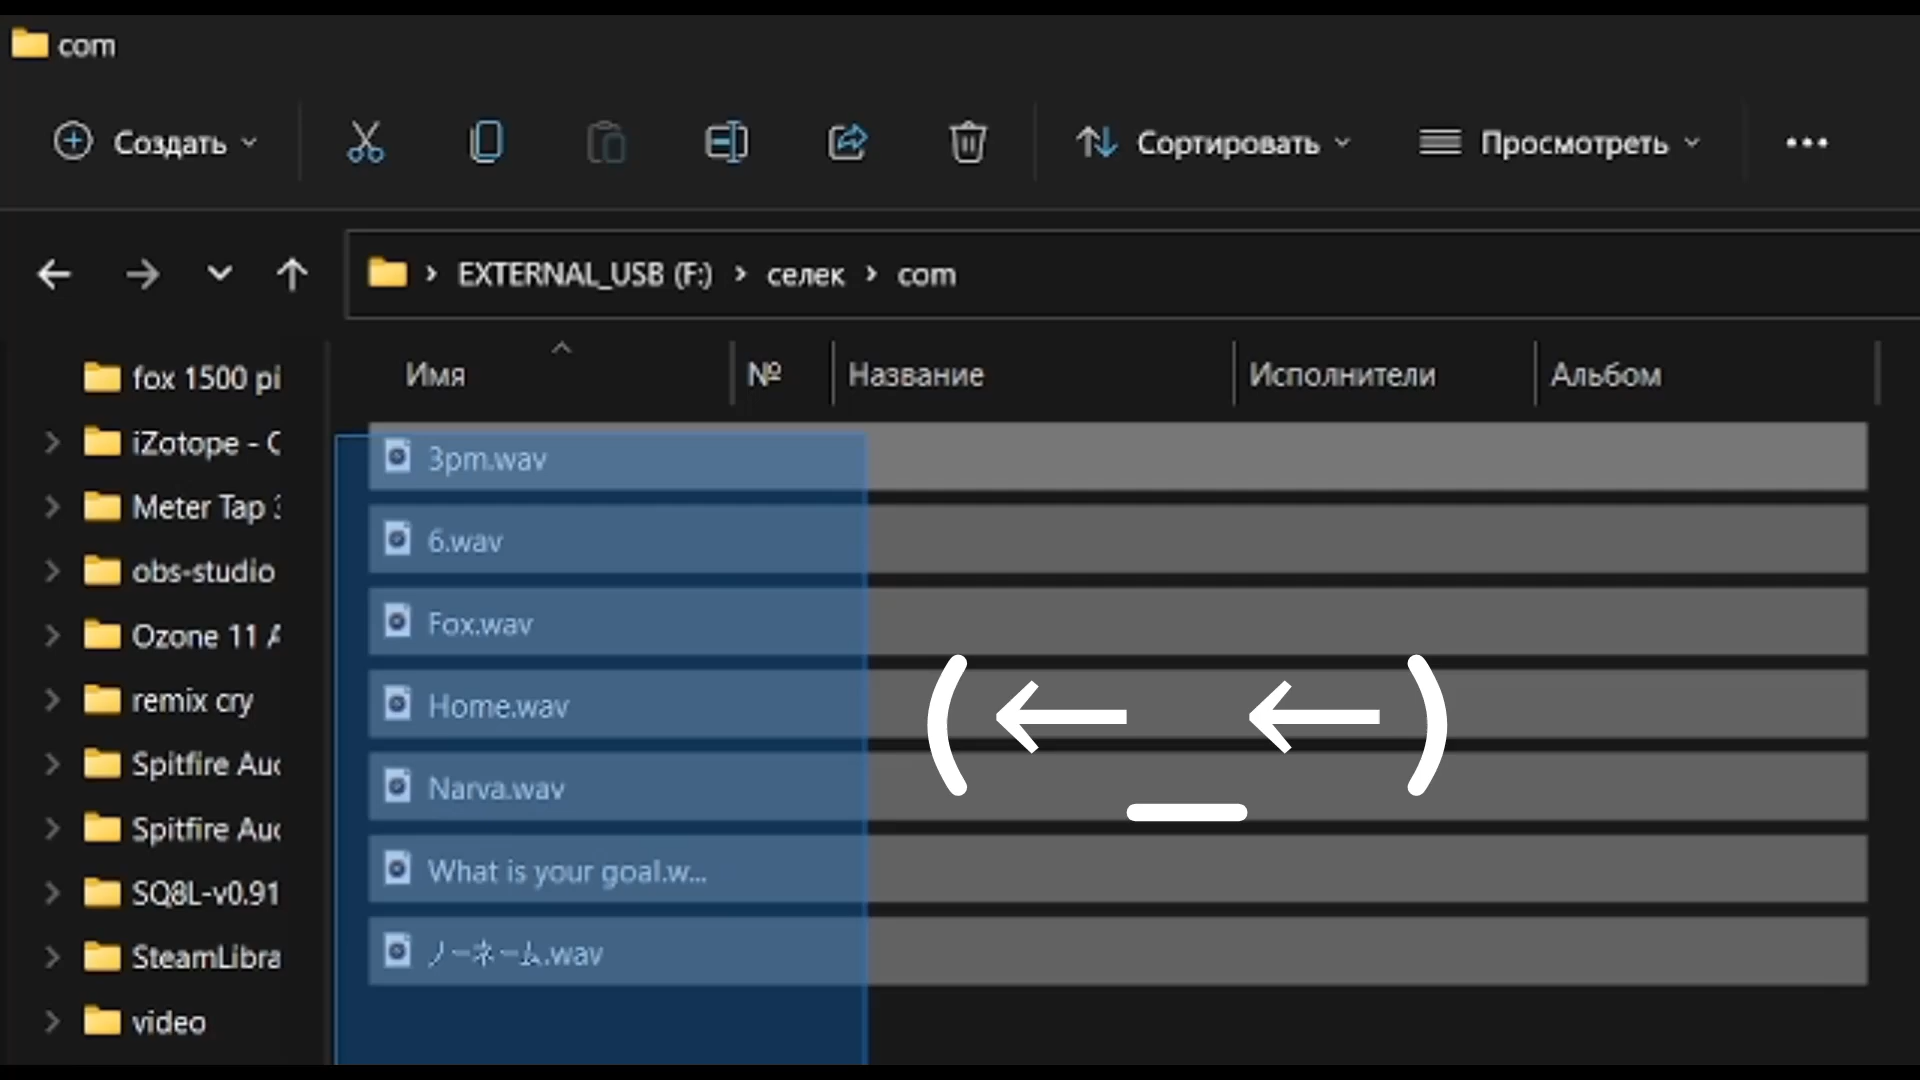 com
Создать
Сортировать
Просмотреть
EXTERNAL_USB (F:) › селек › com
Имя
№
Название
Исполнители
Альбом
fox 1500 pi
iZotope - C
Meter Tap
obs-studio
Ozone 11 A
remix cry
Spitfire Auc
Spitfire Auc
SQ8L-v0.91
SteamLibra
video
3pm.wav
6.wav
Fox.wav
Home.wav
Narva.wav
What is your goal.w...
ノーネーム.wav
(←_←)